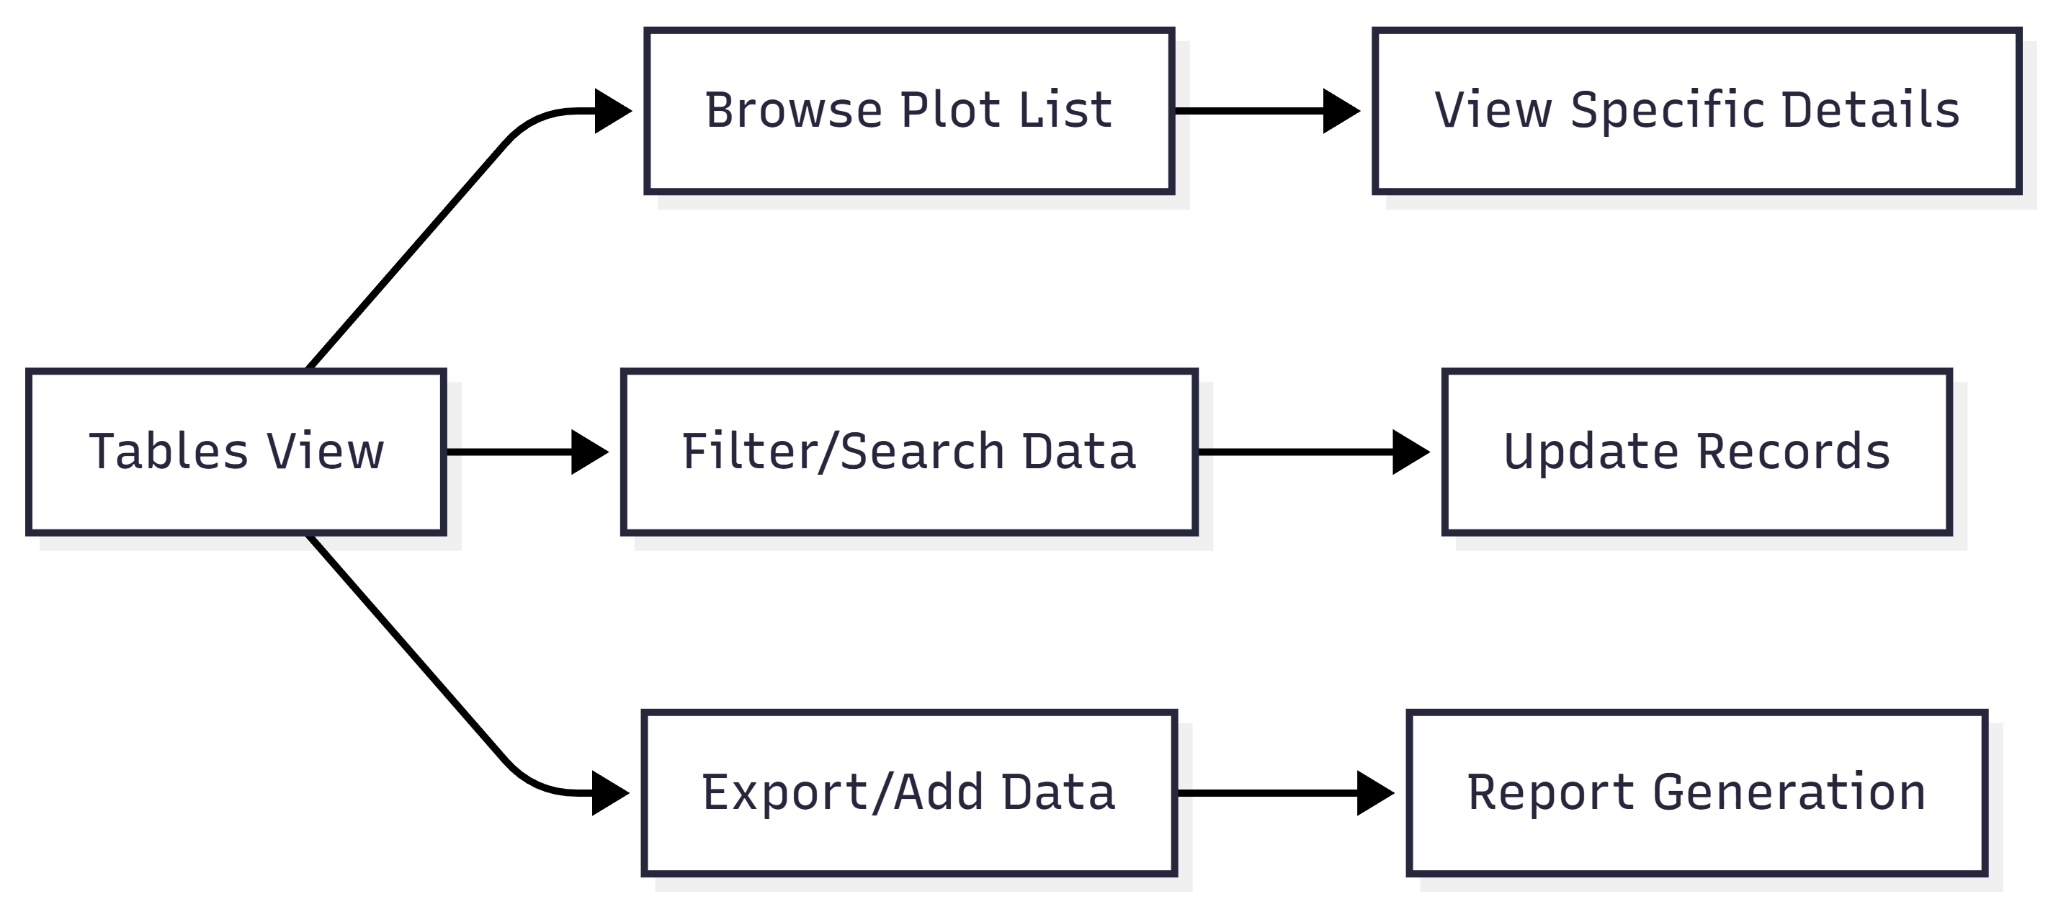 Browse Plot List
View Specific Details
Tables View
Filter/Search Data
Update Records
Export/Add Data
Report Generation